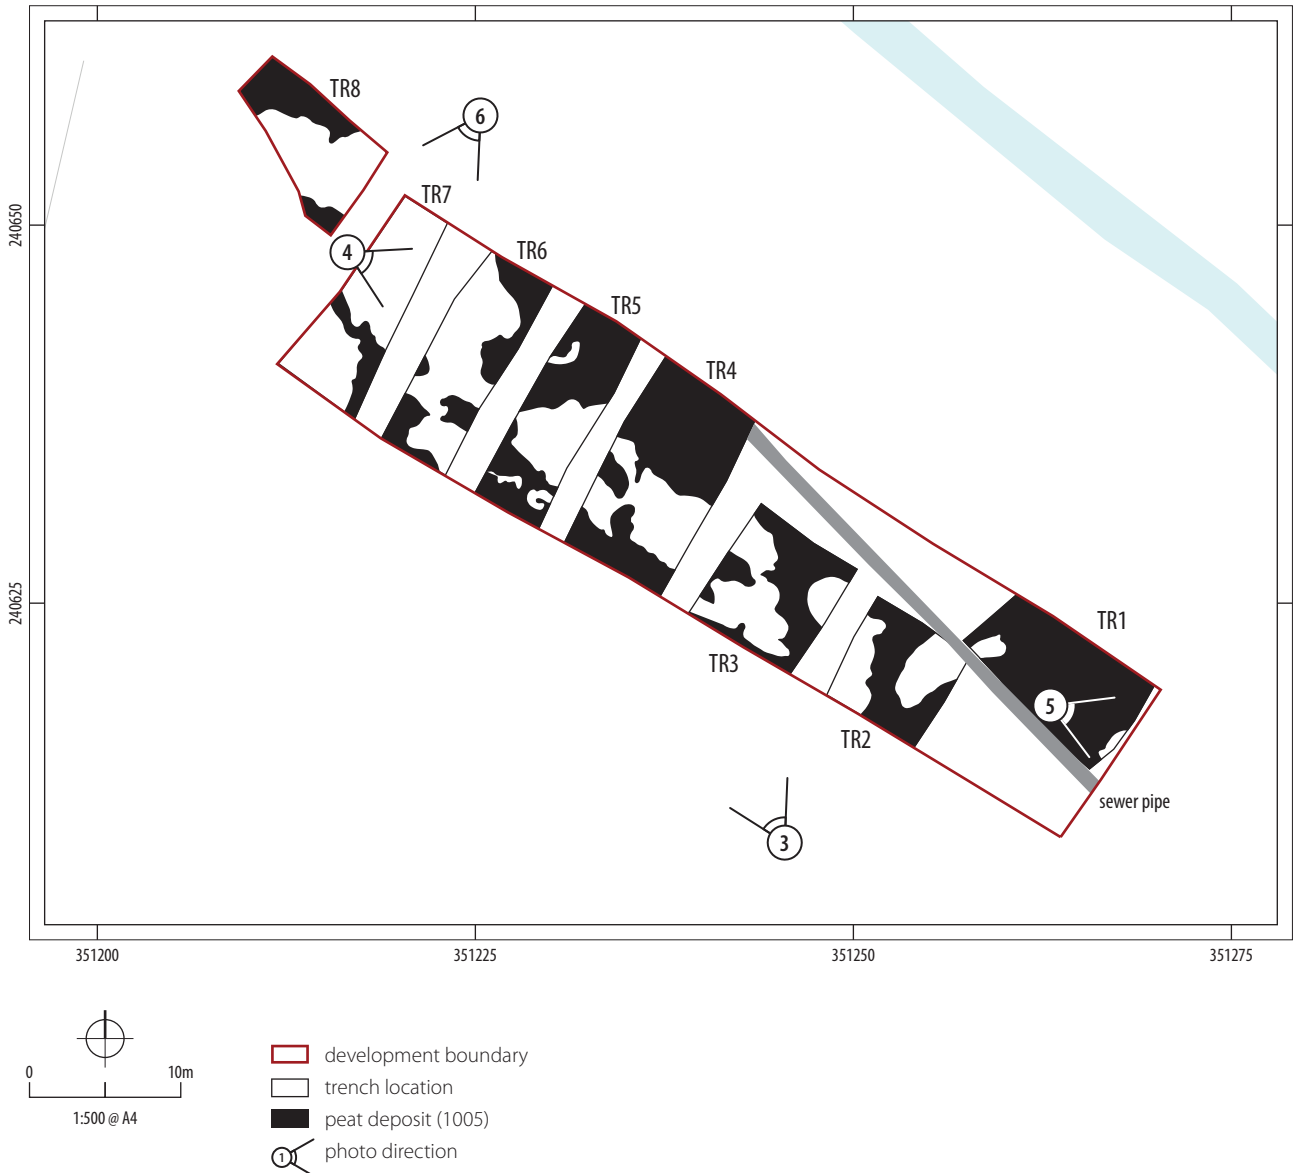 TR8
6
TR7
240650
4
TR6
TR5
TR4
240625
TR1
TR3
5
TR2
sewer pipe
3
351200
351225
351250
351275
0
10m
1:500 @ A4
development boundary
trench location
peat deposit (1005)
1
photo direction